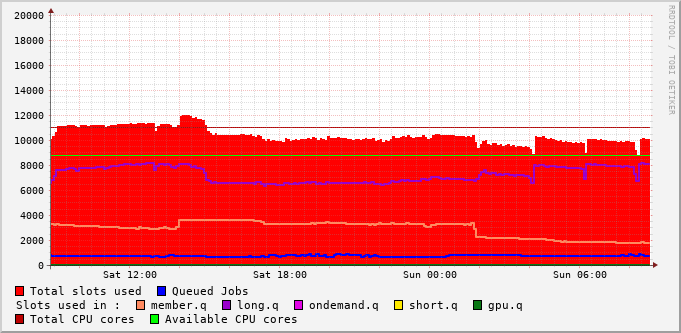 20000
18000
16000
14000
12000
10000
8000
6000
4000
2000
0
Sat 12:00 Sat 18:00 Sun 00:00 Sun 06:00
Total slots used Queued Jobs
Slots used in : member.q long.q ondemand.q short.q gpu.q
Total CPU cores Available CPU cores
RRDTOOL / TOBI OETIKER